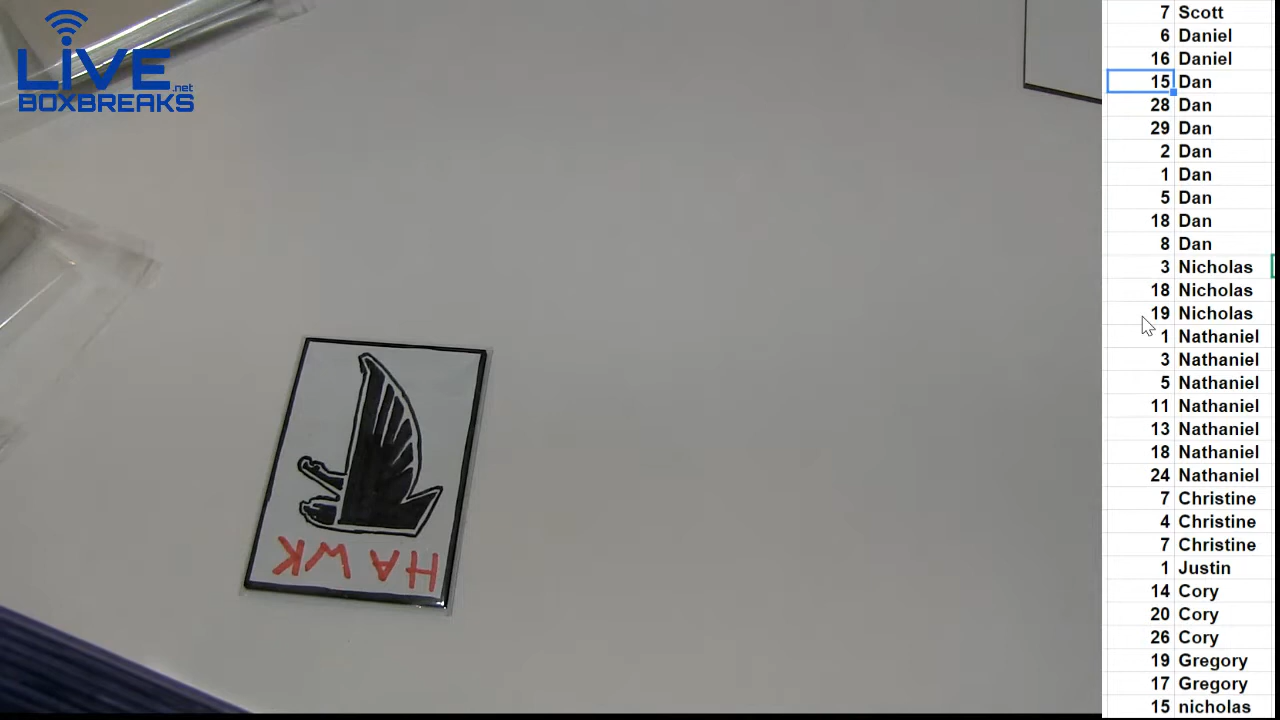 LIVE
.net
BOXBREAKS
HAWK
7 Scott
6 Daniel
16 Daniel
15 Dan
28 Dan
29 Dan
2 Dan
1 Dan
5 Dan
18 Dan
8 Dan
3 Nicholas
18 Nicholas
19 Nicholas
1 Nathaniel
3 Nathaniel
5 Nathaniel
11 Nathaniel
13 Nathaniel
18 Nathaniel
24 Nathaniel
7 Christine
4 Christine
7 Christine
1 Justin
14 Cory
20 Cory
26 Cory
19 Gregory
17 Gregory
15 nicholas